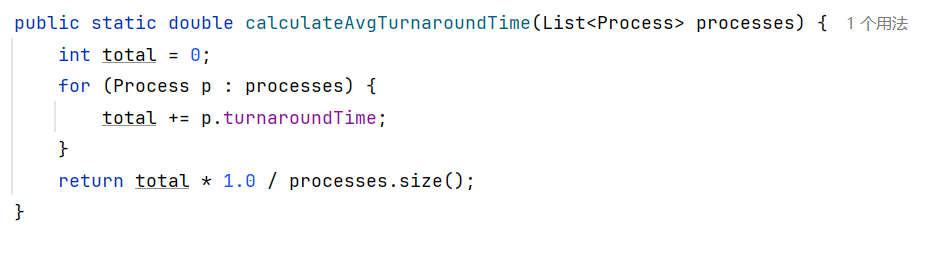 public static double calculateAvgTurnaroundTime(List<Process> processes) { 1 个用法
    int total = 0;
    for (Process p : processes) {
        total += p.turnaroundTime;
    }
    return total * 1.0 / processes.size();
}